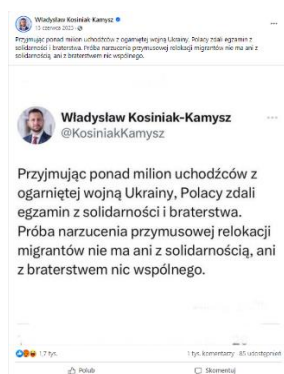 Władysław Kosiniak-Kamysz
13 czerwca 2023
Przyjmując ponad milion uchodźców z ogarniętej wojną Ukrainy, Polacy zdali egzamin z
solidarności i braterstwa. Próba narzucenia przymusowej relokacji migrantów nie ma ani z
solidarnością, ani z braterstwem nic wspólnego.
Władysław Kosiniak-Kamysz
@KosiniakKamysz
Przyjmując ponad milion uchodźców z
ogarniętej wojną Ukrainy, Polacy zdali
egzamin z solidarności i braterstwa.
Próba narzucenia przymusowej relokacji
migrantów nie ma ani z solidarnością, ani
z braterstwem nic wspólnego.
1,7 tys.
1 tys. komentarzy 85 udostępnień
Polub
Skomentuj